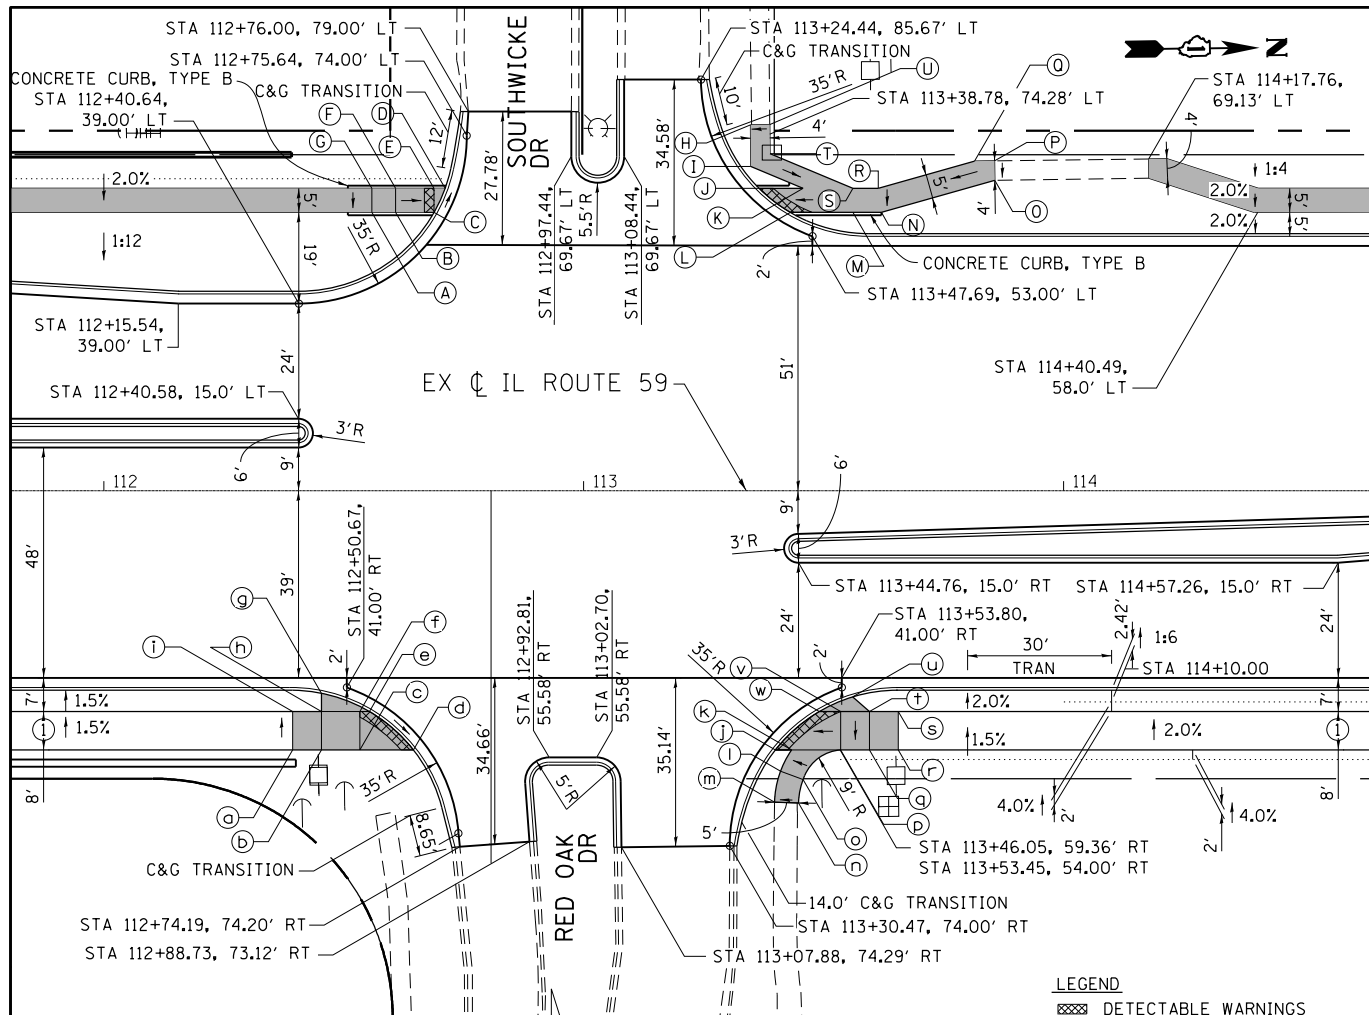 STA 112+76.00, 79.00' LT
STA 112+75.64, 74.00' LT
CONCRETE CURB, TYPE B
C&G TRANSITION
STA 112+40.64,
39.00' LT
F
D
G
E
12'
SOUTHWICKE
DR
2.0%
5'
C
1:12
19'
35'R
B
A
27.78'
STA 112+97.44,
69.67' LT
STA 113+08.44,
69.67' LT
5.5'R
34.58'
STA 112+15.54,
39.00' LT
24'
STA 113+24.44, 85.67' LT
C&G TRANSITION
35'R
U
10'
Q
N
STA 113+38.78, 74.28' LT
STA 114+17.76,
69.13' LT
4'
4'
H
T
P
I
R
1:4
J
5'
2.0%
S
K
4'
O
2.0%
5'
5'
N
L
M
2'
CONCRETE CURB, TYPE B
STA 113+47.69, 53.00' LT
STA 114+40.49,
58.0' LT
51'
EX ℄ IL ROUTE 59
STA 112+40.58, 15.0' LT
3'R
6'
9'
112
113
114
48'
39'
9'
6'
3'R
STA 112+50.67,
41.00' RT
STA 113+44.76, 15.0' RT
STA 114+57.26, 15.0' RT
24'
24'
STA 113+53.80,
41.00' RT
2.42'
1:6
30'
TRAN
STA 114+10.00
g
f
i
h
e
2'
c
d
7'
1.5%
1
1.5%
8'
a
b
35'R
34.66'
STA 112+92.81,
55.58' RT
STA 113+02.70,
55.58' RT
5'R
35.14'
35'R
v
2'
u
w
t
k
s
j
l
r
m
q
9' R
p
o
n
5'
2.0%
1.5%
2.0%
7'
1
8'
4.0%
2'
4.0%
2'
8.65'
C&G TRANSITION
RED OAK
DR
STA 113+46.05, 59.36' RT
STA 113+53.45, 54.00' RT
14.0' C&G TRANSITION
STA 113+30.47, 74.00' RT
STA 112+74.19, 74.20' RT
STA 112+88.73, 73.12' RT
STA 113+07.88, 74.29' RT
LEGEND
DETECTABLE WARNINGS